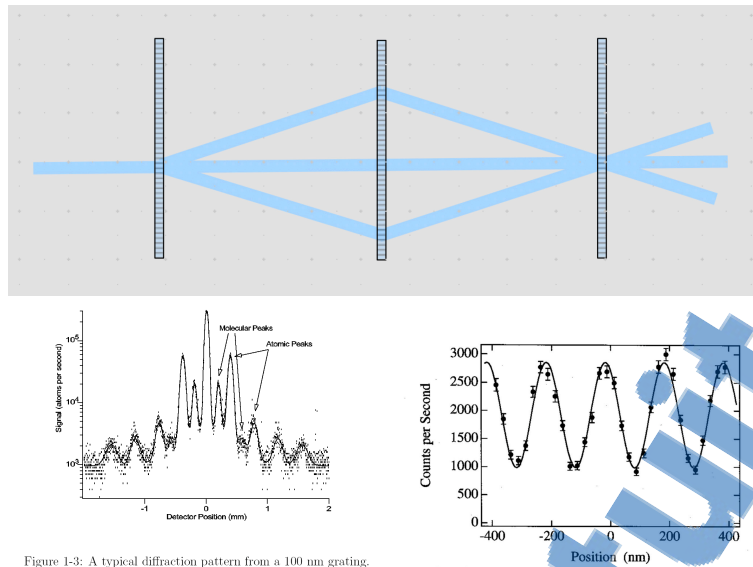 Molecular Peaks
Atomic Peaks
Signal (atoms per second)
10⁵
10⁴
10³
-1
0
1
2
Detector Position (mm)
Figure 1-3: A typical diffraction pattern from a 100 nm grating.
Counts per Second
3000
2500
2000
1500
1000
500
0
-400
-200
0
200
400
Position (nm)